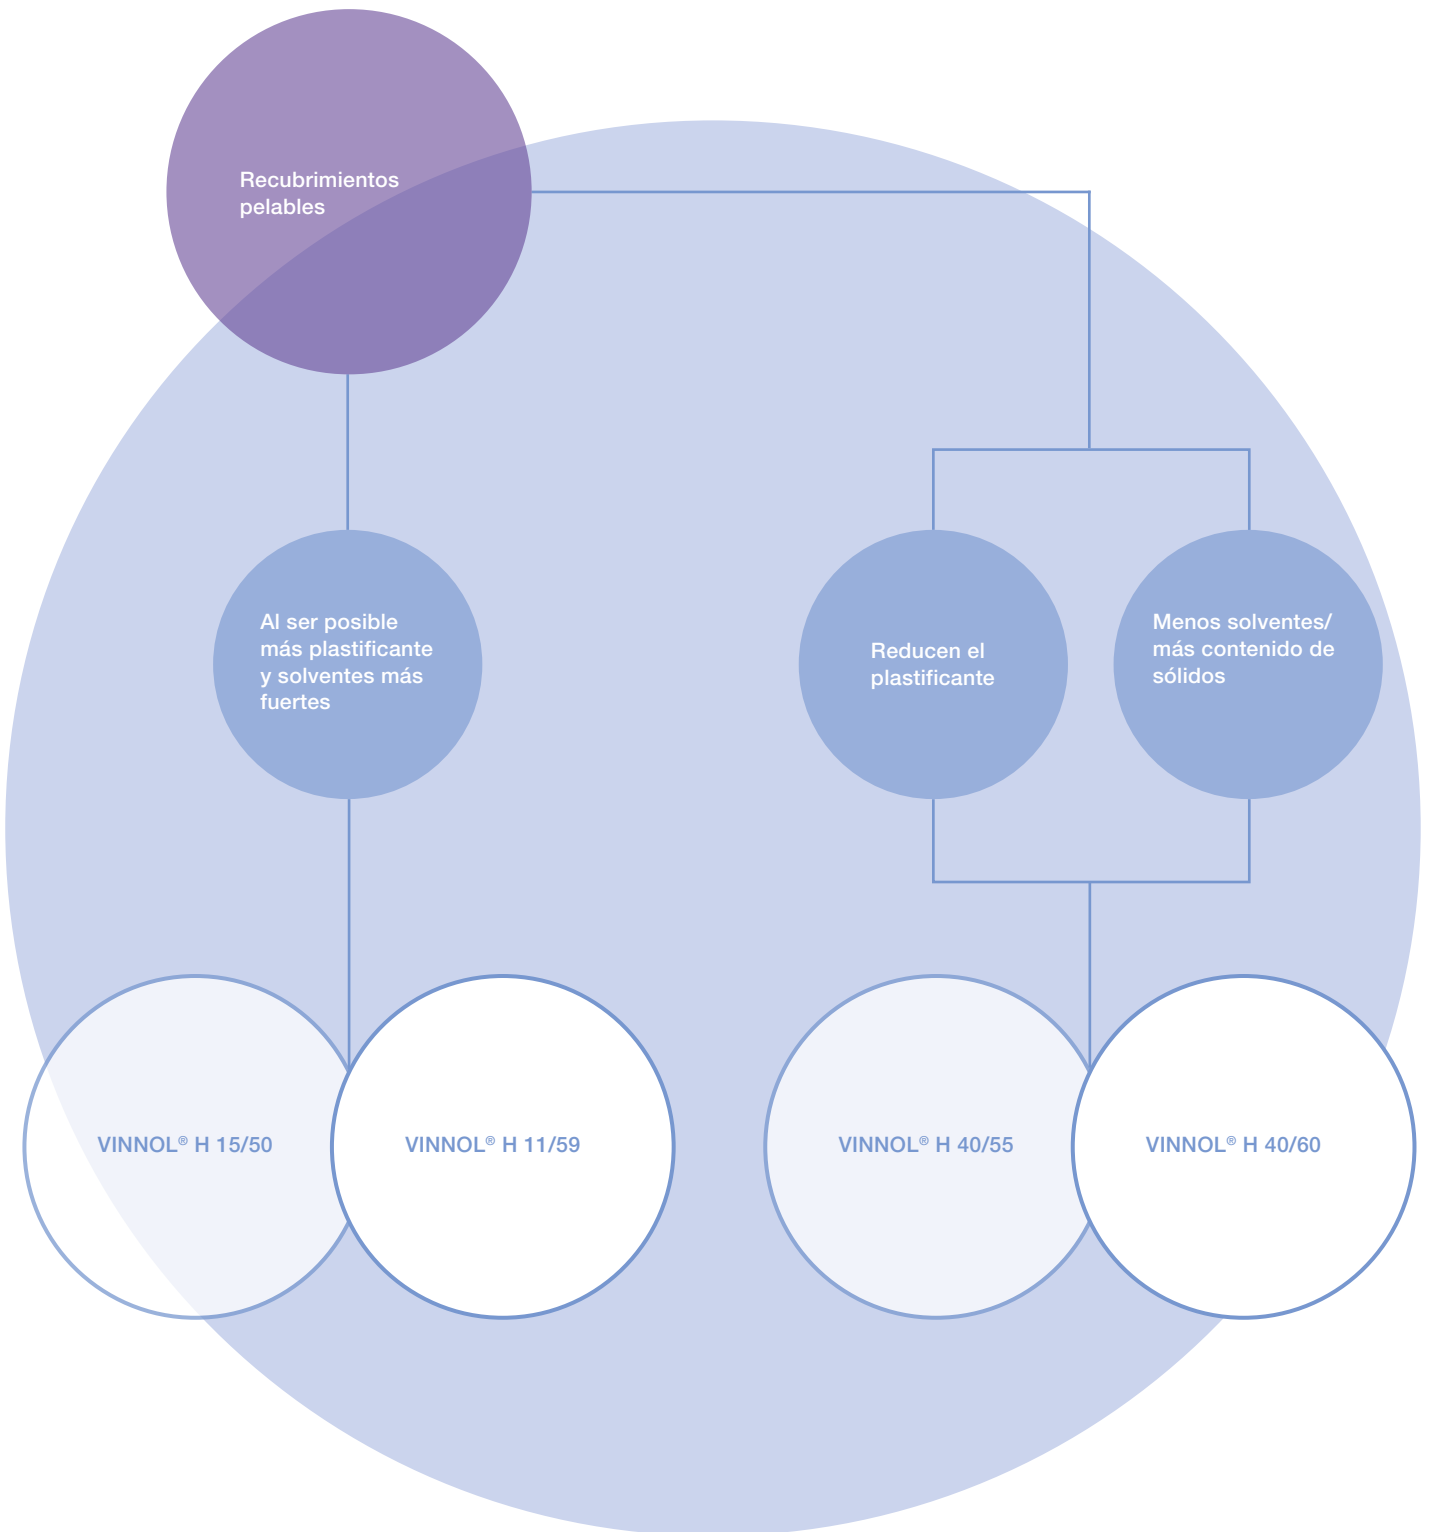 Recubrimientos
pelables
Al ser posible
más plastificante
y solventes más
fuertes
Reducen el
plastificante
Menos solventes/
más contenido de
sólidos
VINNOL® H 15/50
VINNOL® H 11/59
VINNOL® H 40/55
VINNOL® H 40/60